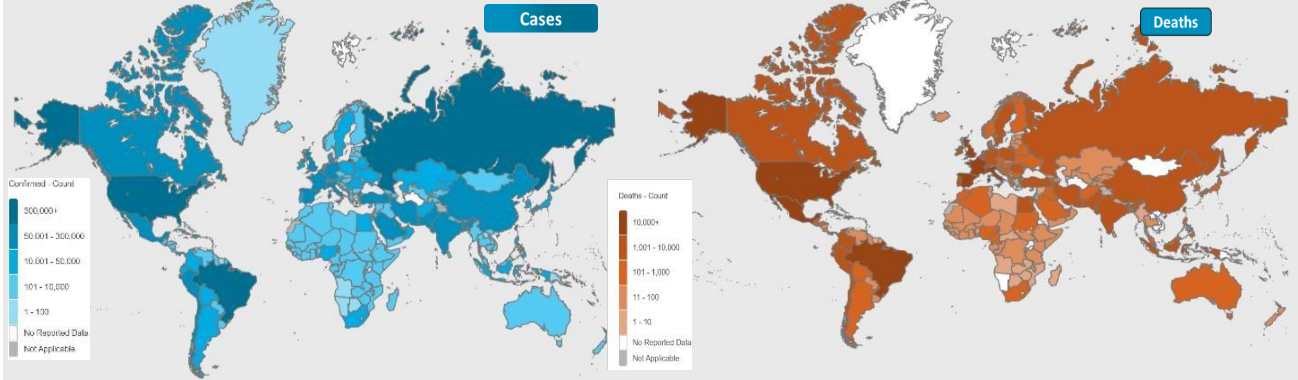 Cases
Deaths
Confirmed - Count
300,000+
50,001 - 300,000
10,001 - 50,000
101 - 10,000
1 - 100
No Reported Data
Not Applicable
Deaths - Count
10,000+
1,001 - 10,000
101 - 1,000
11 - 100
1 - 10
No Reported Data
Not Applicable